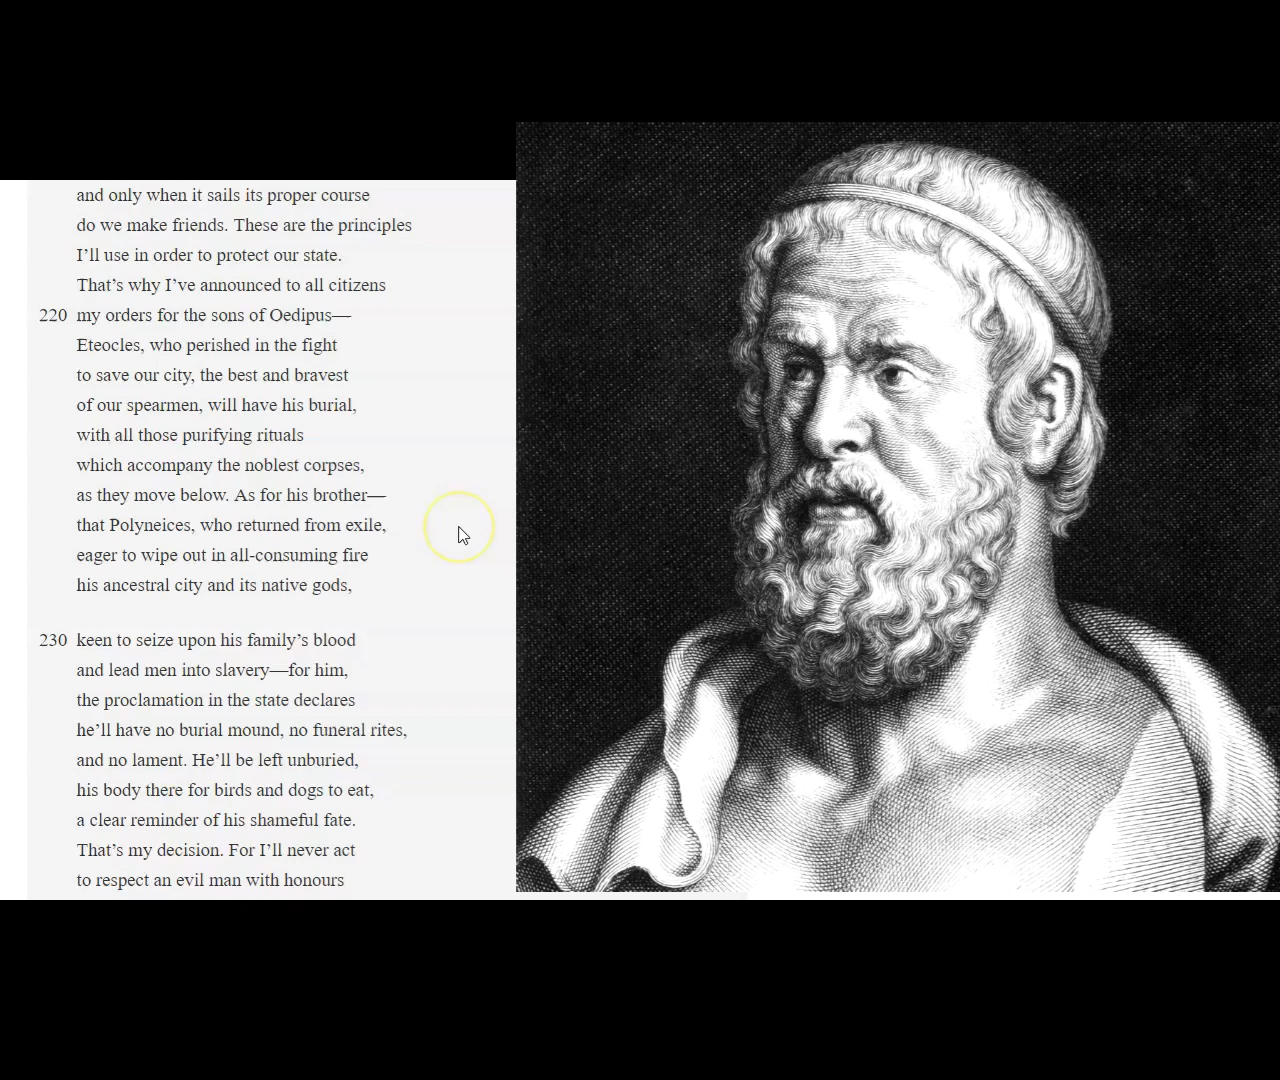 and only when it sails its proper course
do we make friends. These are the principles
I’ll use in order to protect our state.
That’s why I’ve announced to all citizens
220 my orders for the sons of Oedipus—
Eteocles, who perished in the fight
to save our city, the best and bravest
of our spearmen, will have his burial,
with all those purifying rituals
which accompany the noblest corpses,
as they move below. As for his brother—
that Polyneices, who returned from exile,
eager to wipe out in all-consuming fire
his ancestral city and its native gods,
230 keen to seize upon his family’s blood
and lead men into slavery—for him,
the proclamation in the state declares
he’ll have no burial mound, no funeral rites,
and no lament. He’ll be left unburied,
his body there for birds and dogs to eat,
a clear reminder of his shameful fate.
That’s my decision. For I’ll never act
to respect an evil man with honours